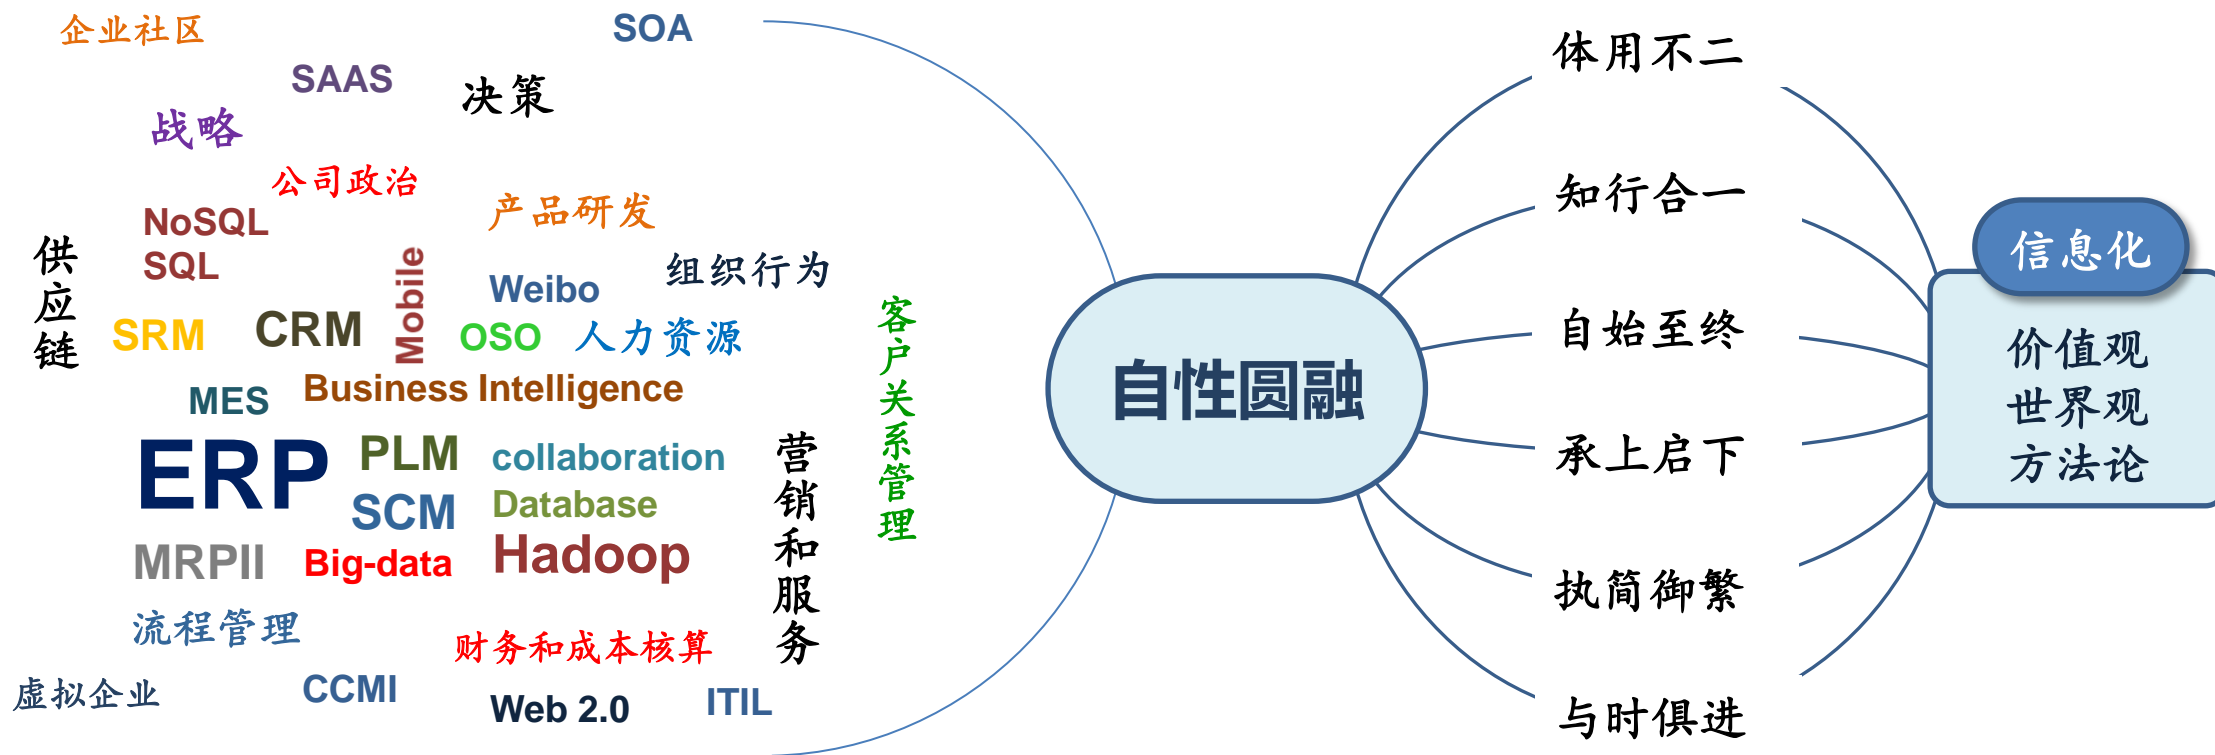 企业社区
SOA
SAAS
决策
战略
公司政治
产品研发
NoSQL
SQL
供应链
Mobile
Weibo
组织行为
SRM
CRM
OSO
人力资源
客户关系管理
MES
Business Intelligence
ERP
PLM
collaboration
SCM
Database
营销和服务
MRPII
Big-data
Hadoop
流程管理
财务和成本核算
虚拟企业
CCMI
Web 2.0
ITIL
自性圆融
体用不二
知行合一
自始至终
承上启下
执简御繁
与时俱进
信息化
价值观
世界观
方法论